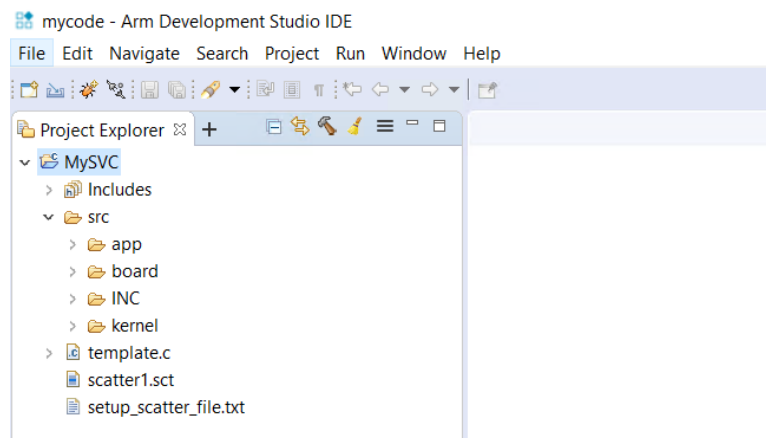 mycode - Arm Development Studio IDE
File Edit Navigate Search Project Run Window Help
Project Explorer
MySVC
Includes
src
app
board
INC
kernel
template.c
scatter1.sct
setup_scatter_file.txt